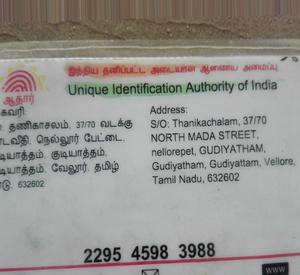 இந்திய தனிப்பட்ட அடையாள ஆணைய அமைப்பு
Unique Identification Authority of India
ஆதார்
கவரி
Address:
தணிகாசலம், 37/70 வடக்கு
S/O: Thanikachalam, 37/70
டவீதி, நெல்லூர் பேட்டை,
NORTH MADA STREET,
யாத்தம், குடியாத்தம்,
nellorepet, GUDIYATHAM,
யாத்தம், வேலூர், தமிழ்
Gudiyatham, Gudiyattam, Vellore,
டு, 632602
Tamil Nadu, 632602
2295 4598 3988
www